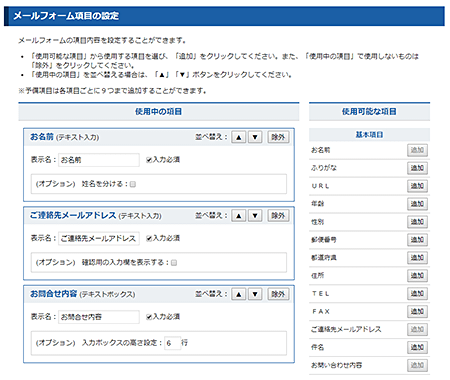 メールフォーム項目の設定
メールフォームの項目内容を設定することができます。
• 「使用可能な項目」から使用する項目を選び、「追加」をクリックしてください。また、「使用中の項目」で使用しないものは
「除外」をクリックしてください。
• 「使用中の項目」を並べ替える場合は、「▲」「▼」ボタンをクリックしてください。
※予備項目は各項目ごとに９つまで追加することができます。
使用中の項目
お名前 (テキスト入力) 並べ替え： ▲ ▼ 除外
表示名： お名前 入力必須
(オプション) 姓名を分ける：
ご連絡先メールアドレス (テキスト入力) 並べ替え： ▲ ▼ 除外
表示名： ご連絡先メールアドレス 入力必須
(オプション) 確認用の入力欄を表示する：
お問合せ内容 (テキストボックス) 並べ替え： ▲ ▼ 除外
表示名： お問合せ内容 入力必須
(オプション) 入力ボックスの高さ設定： 6 行
使用可能な項目
基本項目
お名前 追加
ふりがな 追加
ＵＲＬ 追加
年齢 追加
性別 追加
郵便番号 追加
都道府県 追加
住所 追加
ＴＥＬ 追加
ＦＡＸ 追加
ご連絡先メールアドレス 追加
件名 追加
お問い合わせ内容 追加